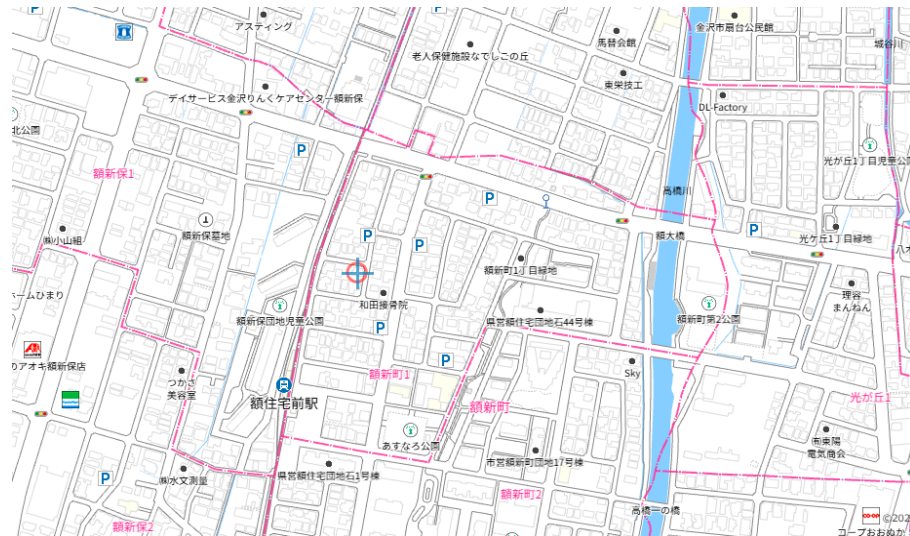 P
アスティング
金沢市扇台公民館
馬替会館
城谷川
老人保健施設なでしこの丘
東栄技工
デイサービス金沢りんくケアセンター額新保
DL-Factory
北公園
P
光が丘1丁目児童公園
額新保1
高橋川
P
P
㈱小山組
額新保墓地
P
P
額大橋
光ケ丘1丁目緑地
八木
額新町1丁目緑地
理容
まんねん
ホームひまり
和田接骨院
額新保団地児童公園
県営額住宅団地石44号棟
額新町第2公園
P
のアオキ額新保店
P
額新町1
Sky
つかさ
美容室
額住宅前駅
額新町
光が丘1
あすなろ公園
㈲東陽
電気商会
市営額新町団地17号棟
県営額住宅団地石1号棟
P
㈱水文測量
額新町2
高橋一の橋
額新保2
©202
コープおおぬか